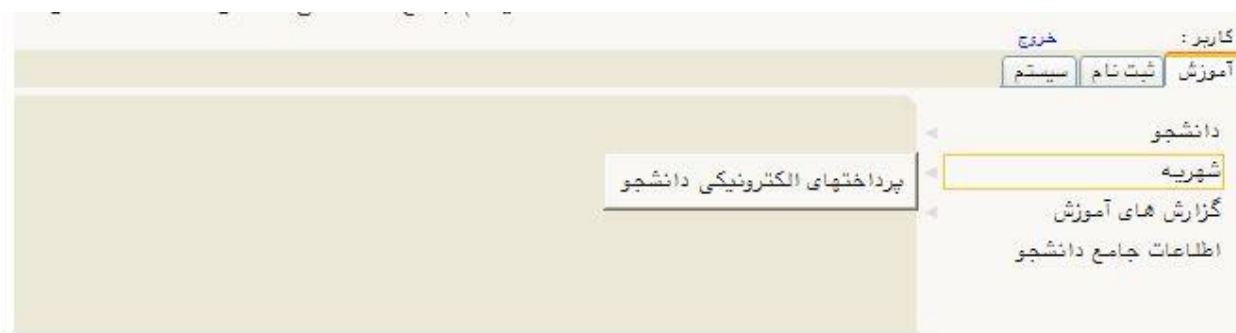 کاربر : خروج
آموزش ثبت نام سیستم
دانشجو
شهریه
پرداختهای الکترونیکی دانشجو
گزارش های آموزش
اطلاعات جامع دانشجو